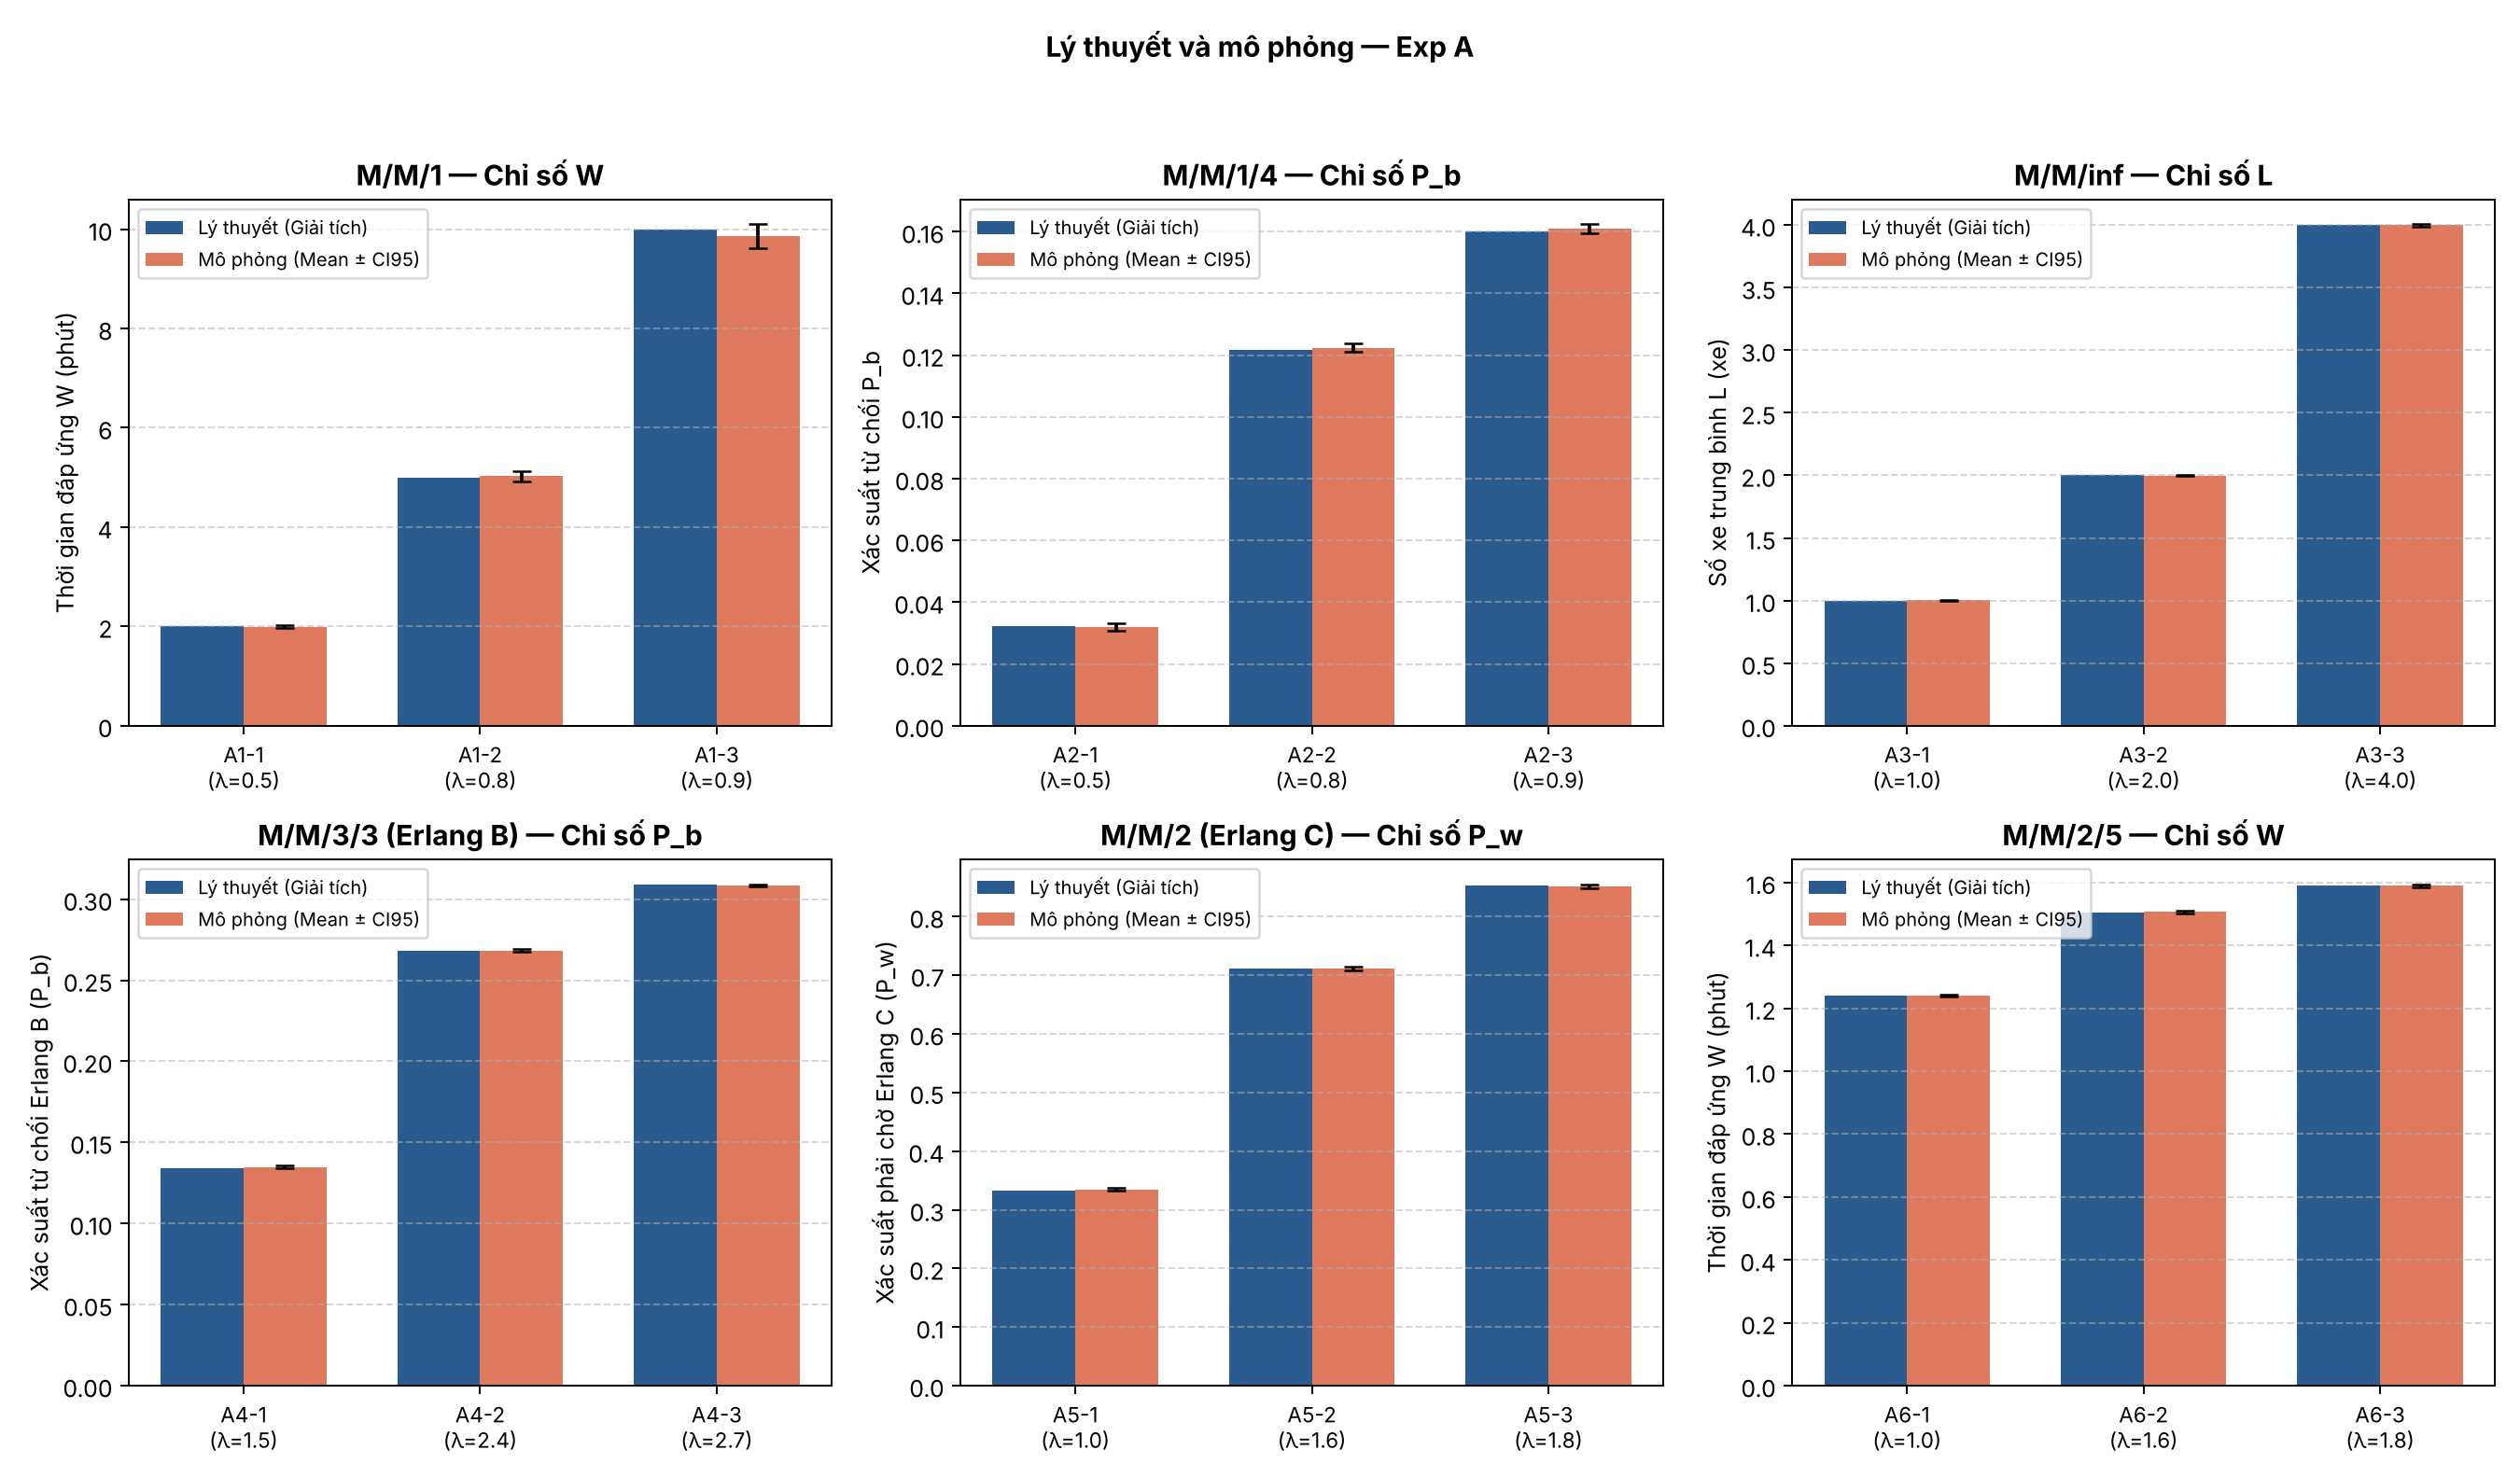 Lý thuyết và mô phỏng — Exp A
M/M/1 — Chỉ số W
Thời gian đáp ứng W (phút)
Lý thuyết (Giải tích)
Mô phỏng (Mean ± CI95)
10
8
6
4
2
0
A1-1
(λ=0.5)
A1-2
(λ=0.8)
A1-3
(λ=0.9)
M/M/1/4 — Chỉ số P_b
Xác suất từ chối P_b
Lý thuyết (Giải tích)
Mô phỏng (Mean ± CI95)
0.16
0.14
0.12
0.10
0.08
0.06
0.04
0.02
0.00
A2-1
(λ=0.5)
A2-2
(λ=0.8)
A2-3
(λ=0.9)
M/M/inf — Chỉ số L
Số xe trung bình L (xe)
Lý thuyết (Giải tích)
Mô phỏng (Mean ± CI95)
4.0
3.5
3.0
2.5
2.0
1.5
1.0
0.5
0.0
A3-1
(λ=1.0)
A3-2
(λ=2.0)
A3-3
(λ=4.0)
M/M/3/3 (Erlang B) — Chỉ số P_b
Xác suất từ chối Erlang B (P_b)
Lý thuyết (Giải tích)
Mô phỏng (Mean ± CI95)
0.30
0.25
0.20
0.15
0.10
0.05
0.00
A4-1
(λ=1.5)
A4-2
(λ=2.4)
A4-3
(λ=2.7)
M/M/2 (Erlang C) — Chỉ số P_w
Xác suất phải chờ Erlang C (P_w)
Lý thuyết (Giải tích)
Mô phỏng (Mean ± CI95)
0.8
0.7
0.6
0.5
0.4
0.3
0.2
0.1
0.0
A5-1
(λ=1.0)
A5-2
(λ=1.6)
A5-3
(λ=1.8)
M/M/2/5 — Chỉ số W
Thời gian đáp ứng W (phút)
Lý thuyết (Giải tích)
Mô phỏng (Mean ± CI95)
1.6
1.4
1.2
1.0
0.8
0.6
0.4
0.2
0.0
A6-1
(λ=1.0)
A6-2
(λ=1.6)
A6-3
(λ=1.8)